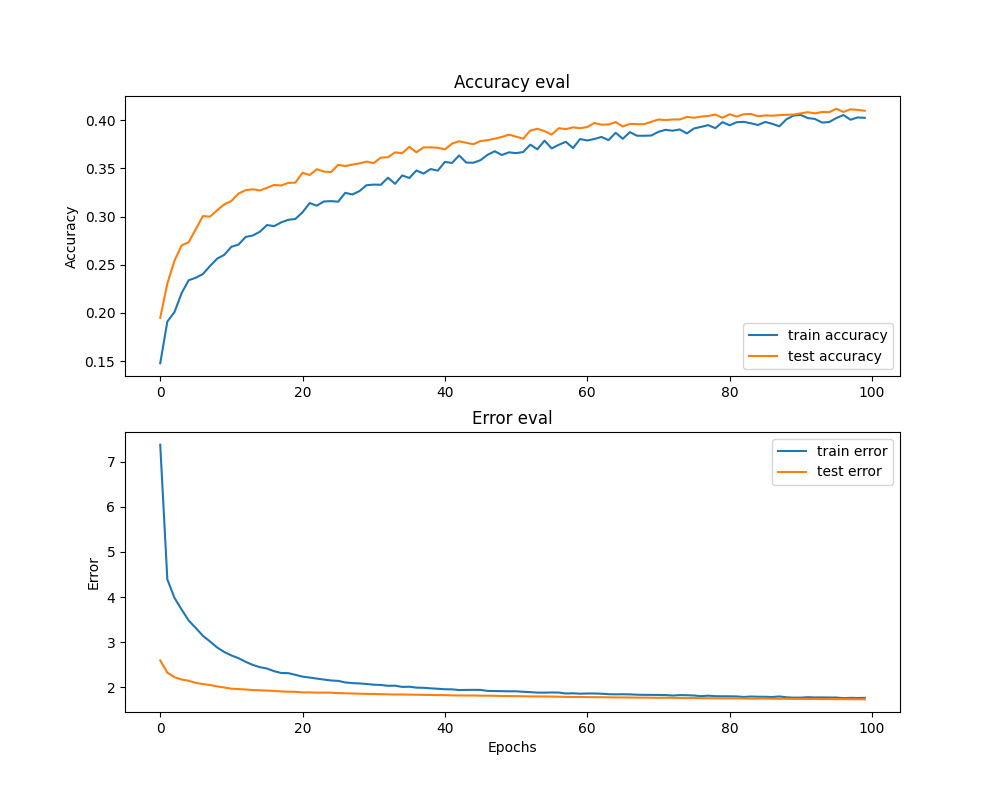 Accuracy eval
Accuracy
0.40
0.35
0.30
0.25
0.20
0.15
0 20 40 60 80 100
train accuracy
test accuracy
Error eval
Error
7
6
5
4
3
2
0 20 40 60 80 100
train error
test error
Epochs